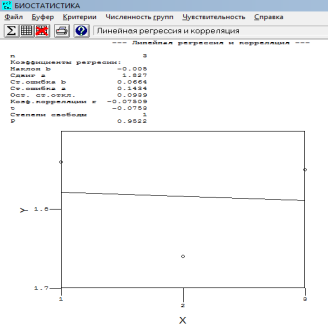 БИОСТАТИСТИКА
Файл Буфер Критерии Численность групп Чувствительность Справка
Линейная регрессия и корреляция
--- Линейная регрессия и корреляция ---
n 3
Коэффициенты регрессии:
Наклон b -0.005
Сдвиг a 1.827
Ст.ошибка b 0.0664
Ст.ошибка a 0.1434
Ост. ст.откл. 0.0939
Коэф.корреляции r -0.07509
t -0.0753
Степени свободы 1
P 0.9522
Y
1.8
1.7
1 2 3
X